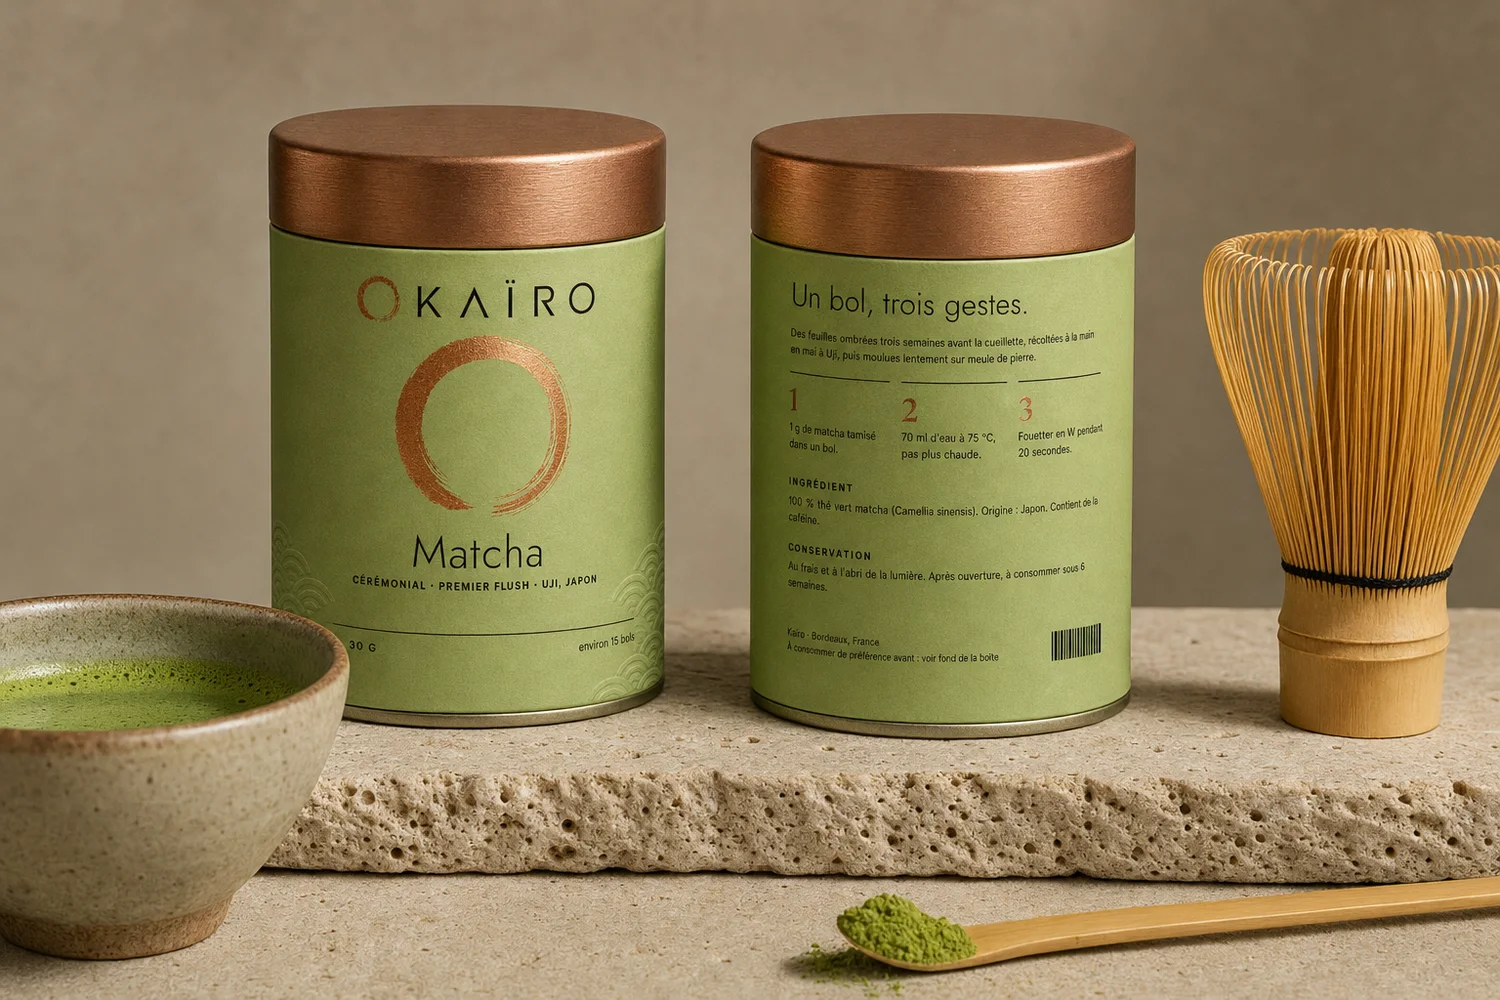 OKAÏRO
Matcha
CÉRÉMONIAL · PREMIER FLUSH · UJI, JAPON
30 G
environ 15 bols
Un bol, trois gestes.
Des feuilles ombrées trois semaines avant la cueillette, récoltées à la main
en mai à Uji, puis moulues lentement sur meule de pierre.
1
1 g de matcha tamisé
dans un bol.
2
70 ml d'eau à 75 °C,
pas plus chaude.
3
Fouetter en W pendant
20 secondes.
INGRÉDIENT
100 % thé vert matcha (Camellia sinensis). Origine : Japon. Contient de la
caféine.
CONSERVATION
Au frais et à l'abri de la lumière. Après ouverture, à consommer sous 6
semaines.
Kaïro · Bordeaux, France
À consommer de préférence avant : voir fond de la boîte